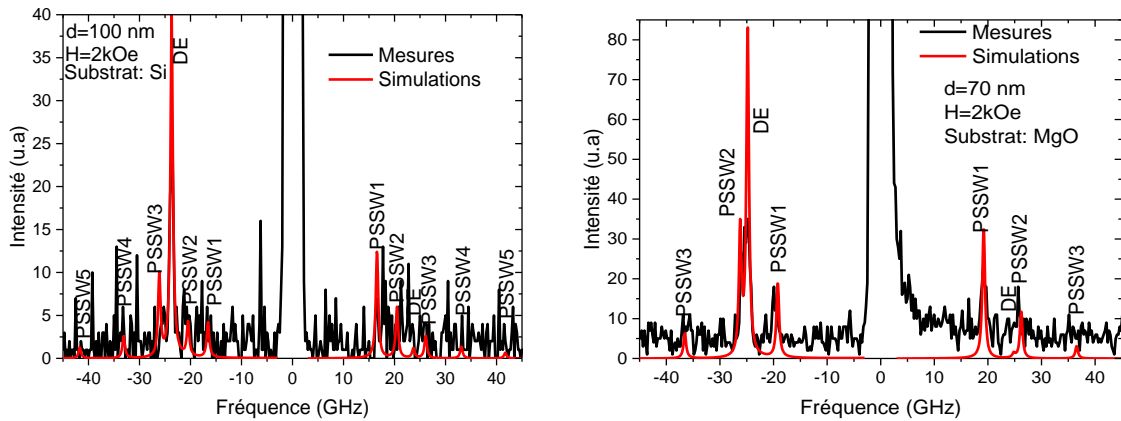 d=100 nm
H=2kOe
Substrat: Si
Mesures
Simulations
DE
PSSW5
PSSW4
PSSW3
PSSW2
PSSW1
PSSW1
PSSW2
DE
PSSW3
PSSW4
PSSW5
40
35
30
25
20
15
10
5
0
Intensité (u.a)
-40 -30 -20 -10 0 10 20 30 40
Fréquence (GHz)
Mesures
Simulations
d=70 nm
H=2kOe
Substrat: MgO
PSSW3
PSSW2
DE
PSSW1
PSSW1
DE
PSSW2
PSSW3
80
70
60
50
40
30
20
10
0
Intensité (u.a)
-40 -30 -20 -10 0 10 20 30 40
Fréquence (GHz)